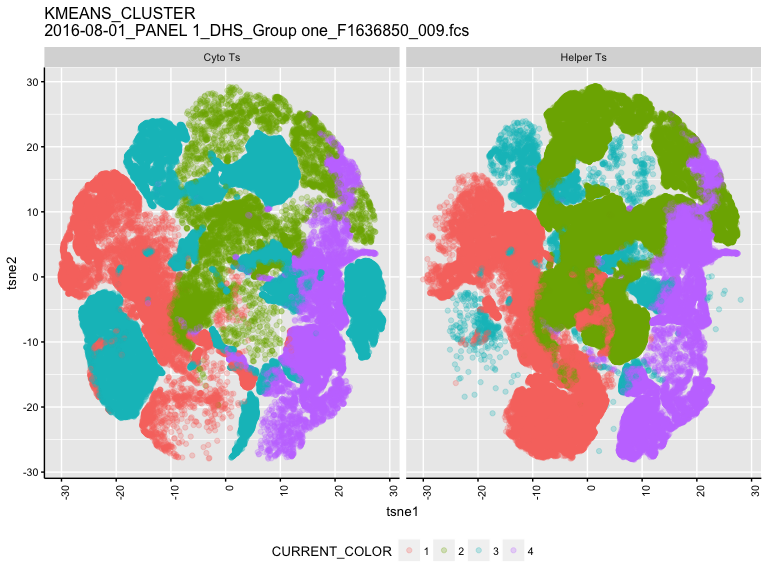 KMEANS_CLUSTER
2016-08-01_PANEL 1_DHS_Group one_F1636850_009.fcs
Cyto Ts
Helper Ts
tsne2
30
20
10
0
-10
-20
-30
-30 -20 -10 0 10 20 30
-30 -20 -10 0 10 20 30
tsne1
CURRENT_COLOR 1 2 3 4